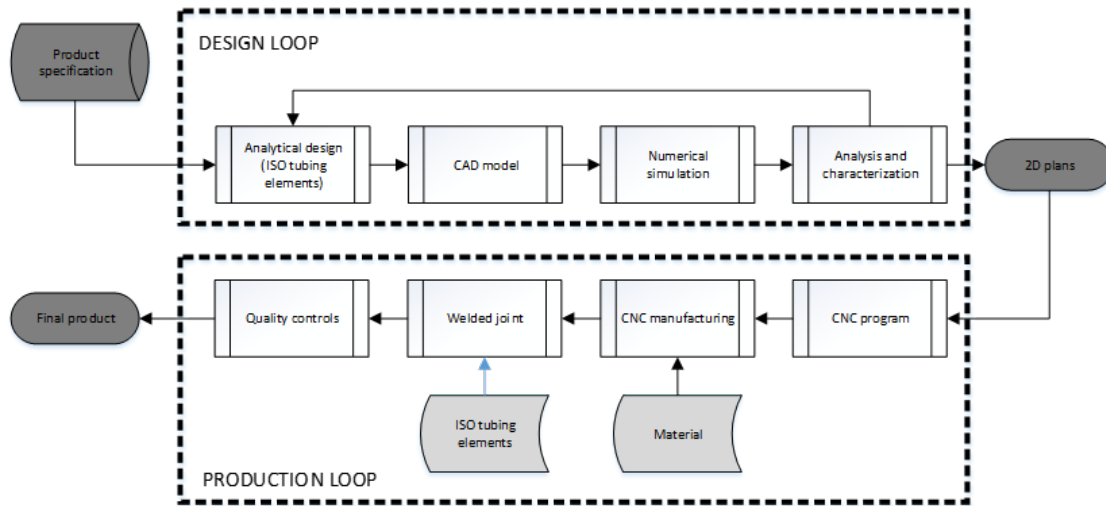 Product
specification
DESIGN LOOP
Analytical design
(ISO tubing
elements)
CAD model
Numerical
simulation
Analysis and
characterization
2D plans
Final product
Quality controls
Welded joint
CNC manufacturing
CNC program
ISO tubing
elements
Material
PRODUCTION LOOP